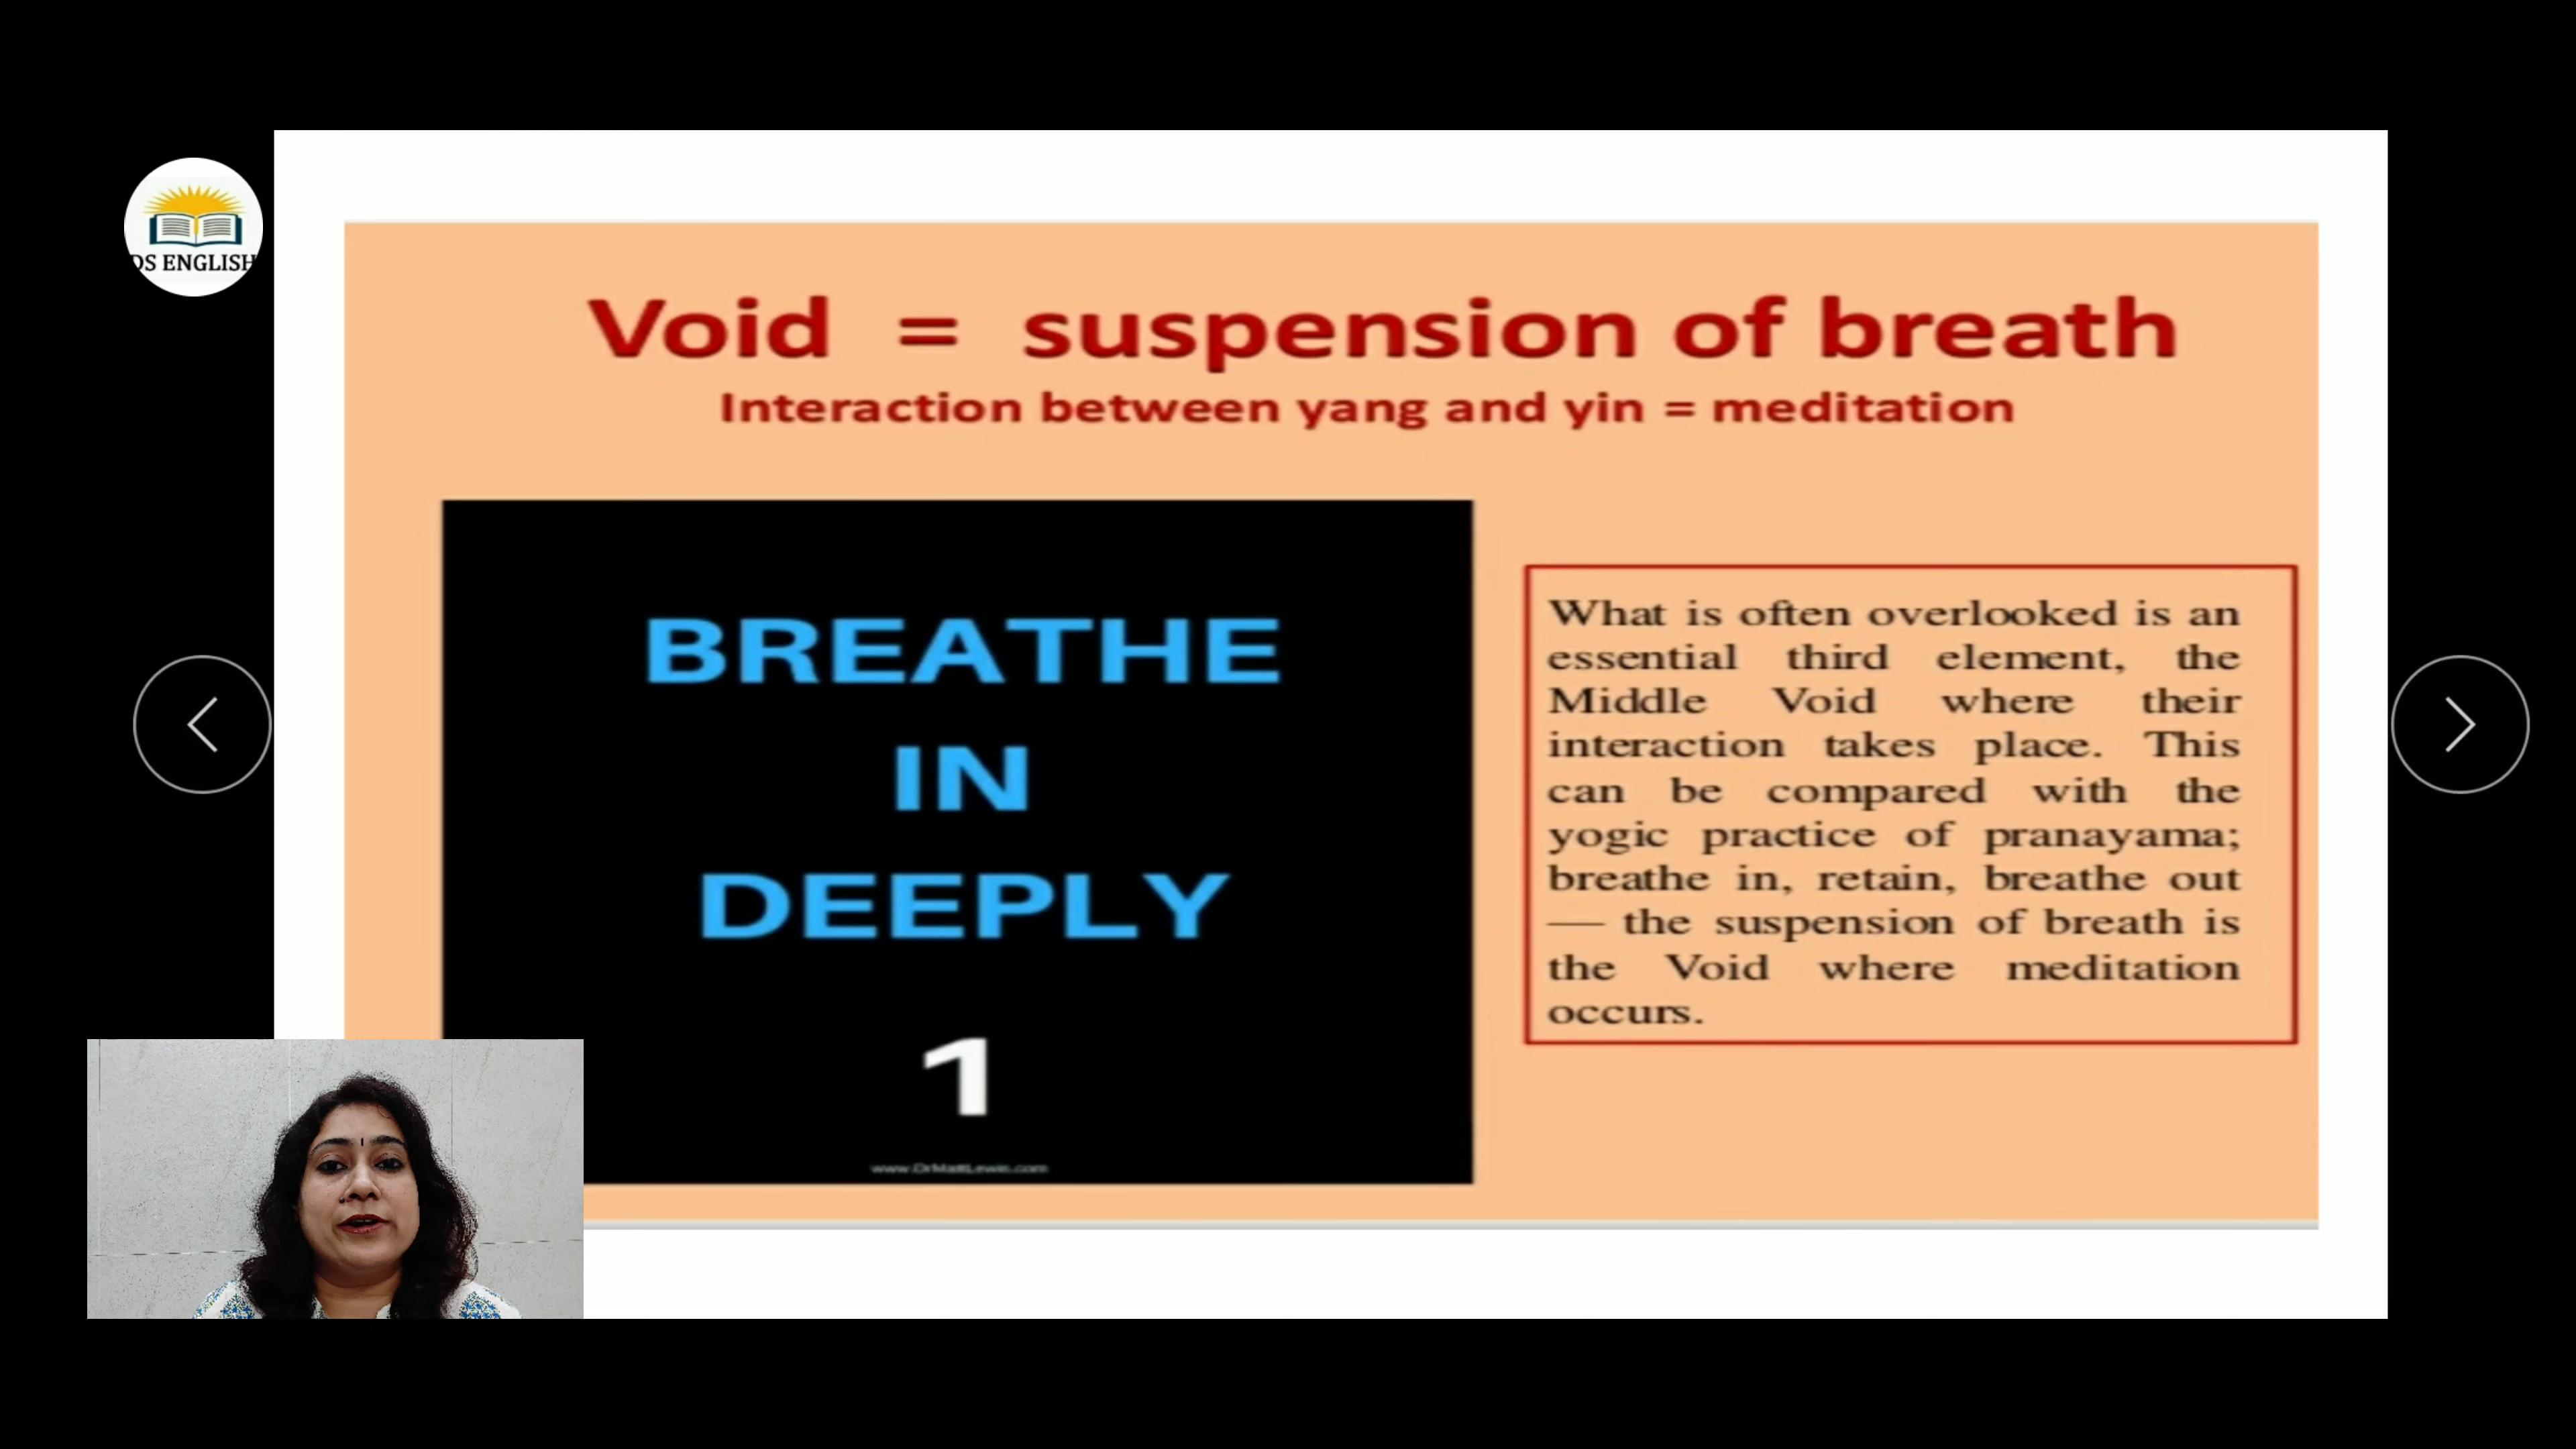 DS ENGLISH
Void = suspension of breath
Interaction between yang and yin = meditation
BREATHE
IN
DEEPLY
1
www.DrMattLewis.com
What is often overlooked is an
essential third element, the
Middle Void where their
interaction takes place. This
can be compared with the
yogic practice of pranayama;
breathe in, retain, breathe out
— the suspension of breath is
the Void where meditation
occurs.